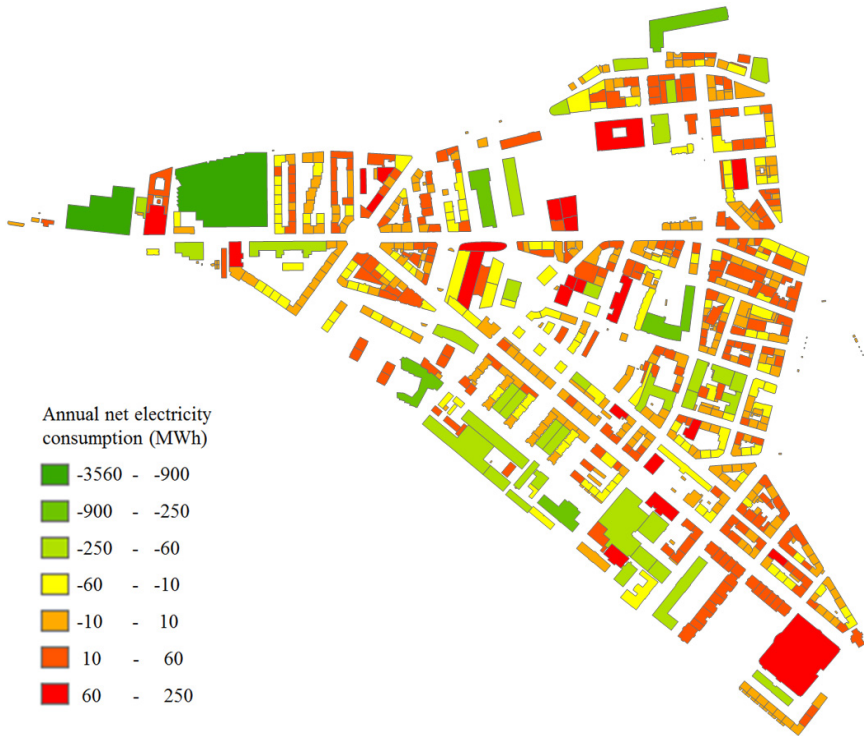 Annual net electricity
consumption (MWh)
-3560 - -900
-900 - -250
-250 - -60
-60 - -10
-10 - 10
10 - 60
60 - 250